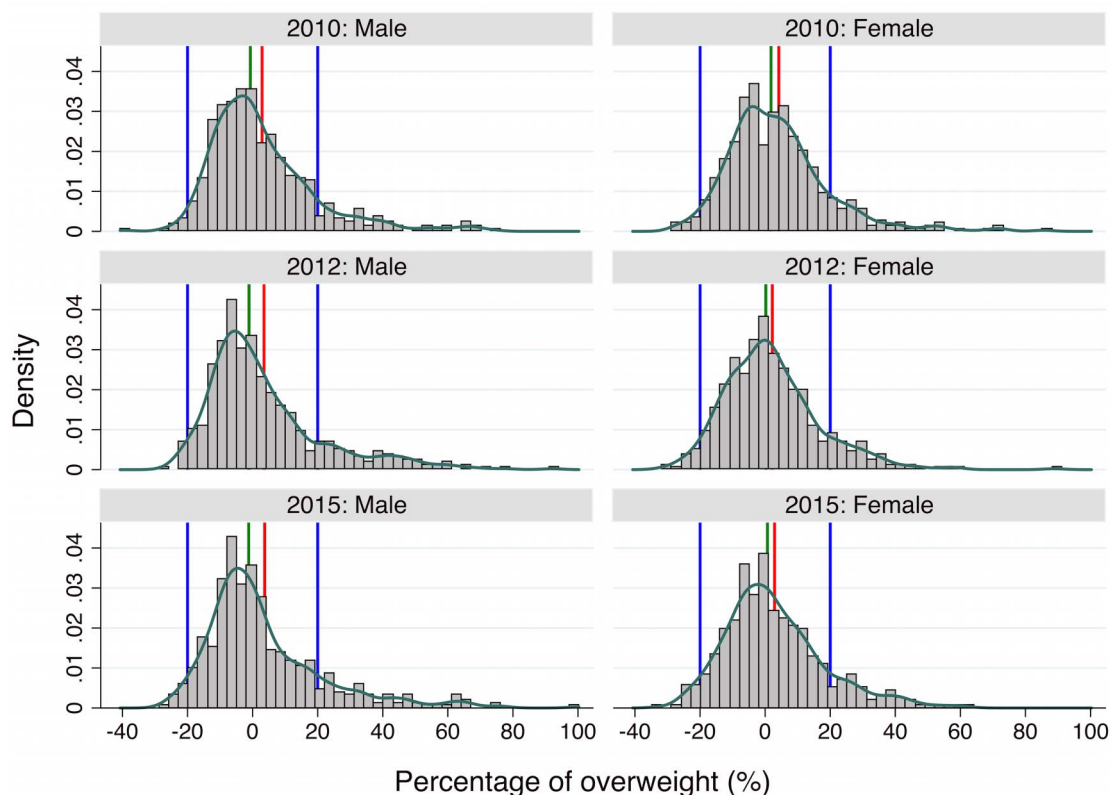 2010: Male
2010: Female
.04
.03
.02
.01
0
2012: Male
2012: Female
.04
.03
.02
.01
0
Density
2015: Male
2015: Female
.04
.03
.02
.01
0
-40 -20 0 20 40 60 80 100
-40 -20 0 20 40 60 80 100
Percentage of overweight (%)